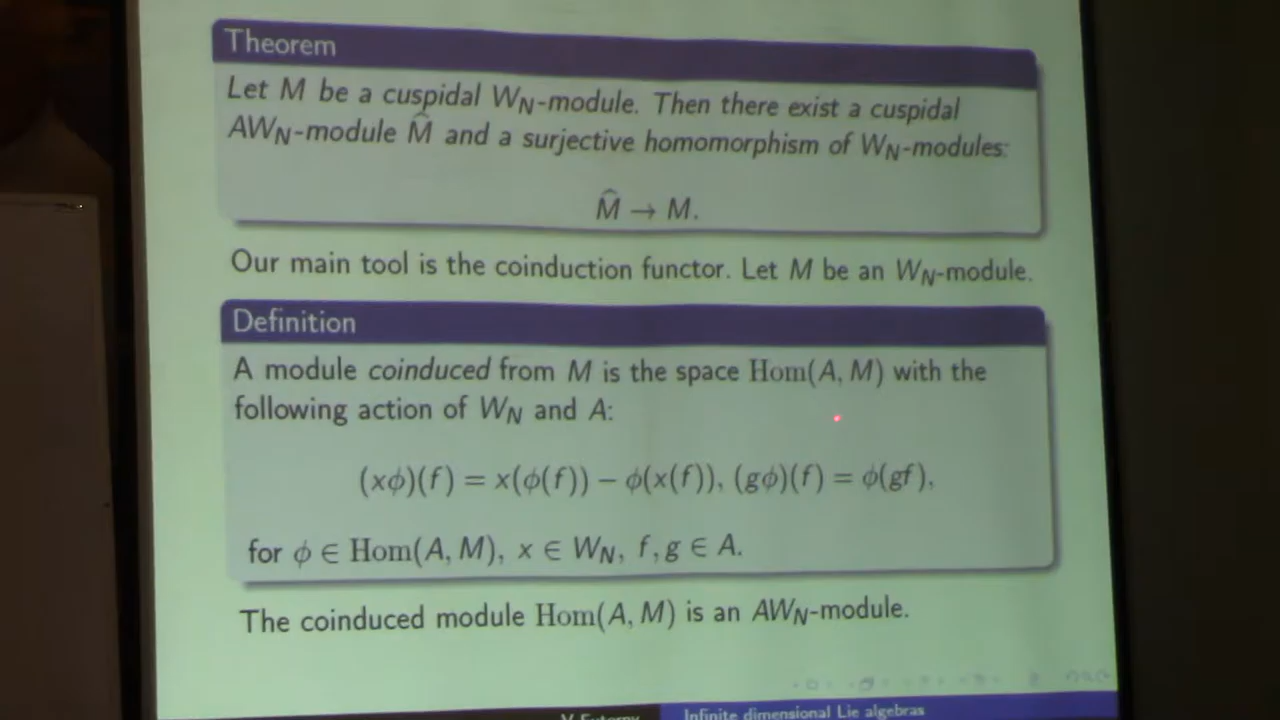 Theorem
Let M be a cuspidal W_N-module. Then there exist a cuspidal
AW_N-module M̂ and a surjective homomorphism of W_N-modules:
M̂ → M.
Our main tool is the coinduction functor. Let M be an W_N-module.
Definition
A module coinduced from M is the space Hom(A, M) with the
following action of W_N and A:
(xϕ)(f) = x(ϕ(f)) − ϕ(x(f)), (gϕ)(f) = ϕ(gf),
for ϕ ∈ Hom(A, M), x ∈ W_N, f, g ∈ A.
The coinduced module Hom(A, M) is an AW_N-module.
V. Futorny Infinite dimensional Lie algebras